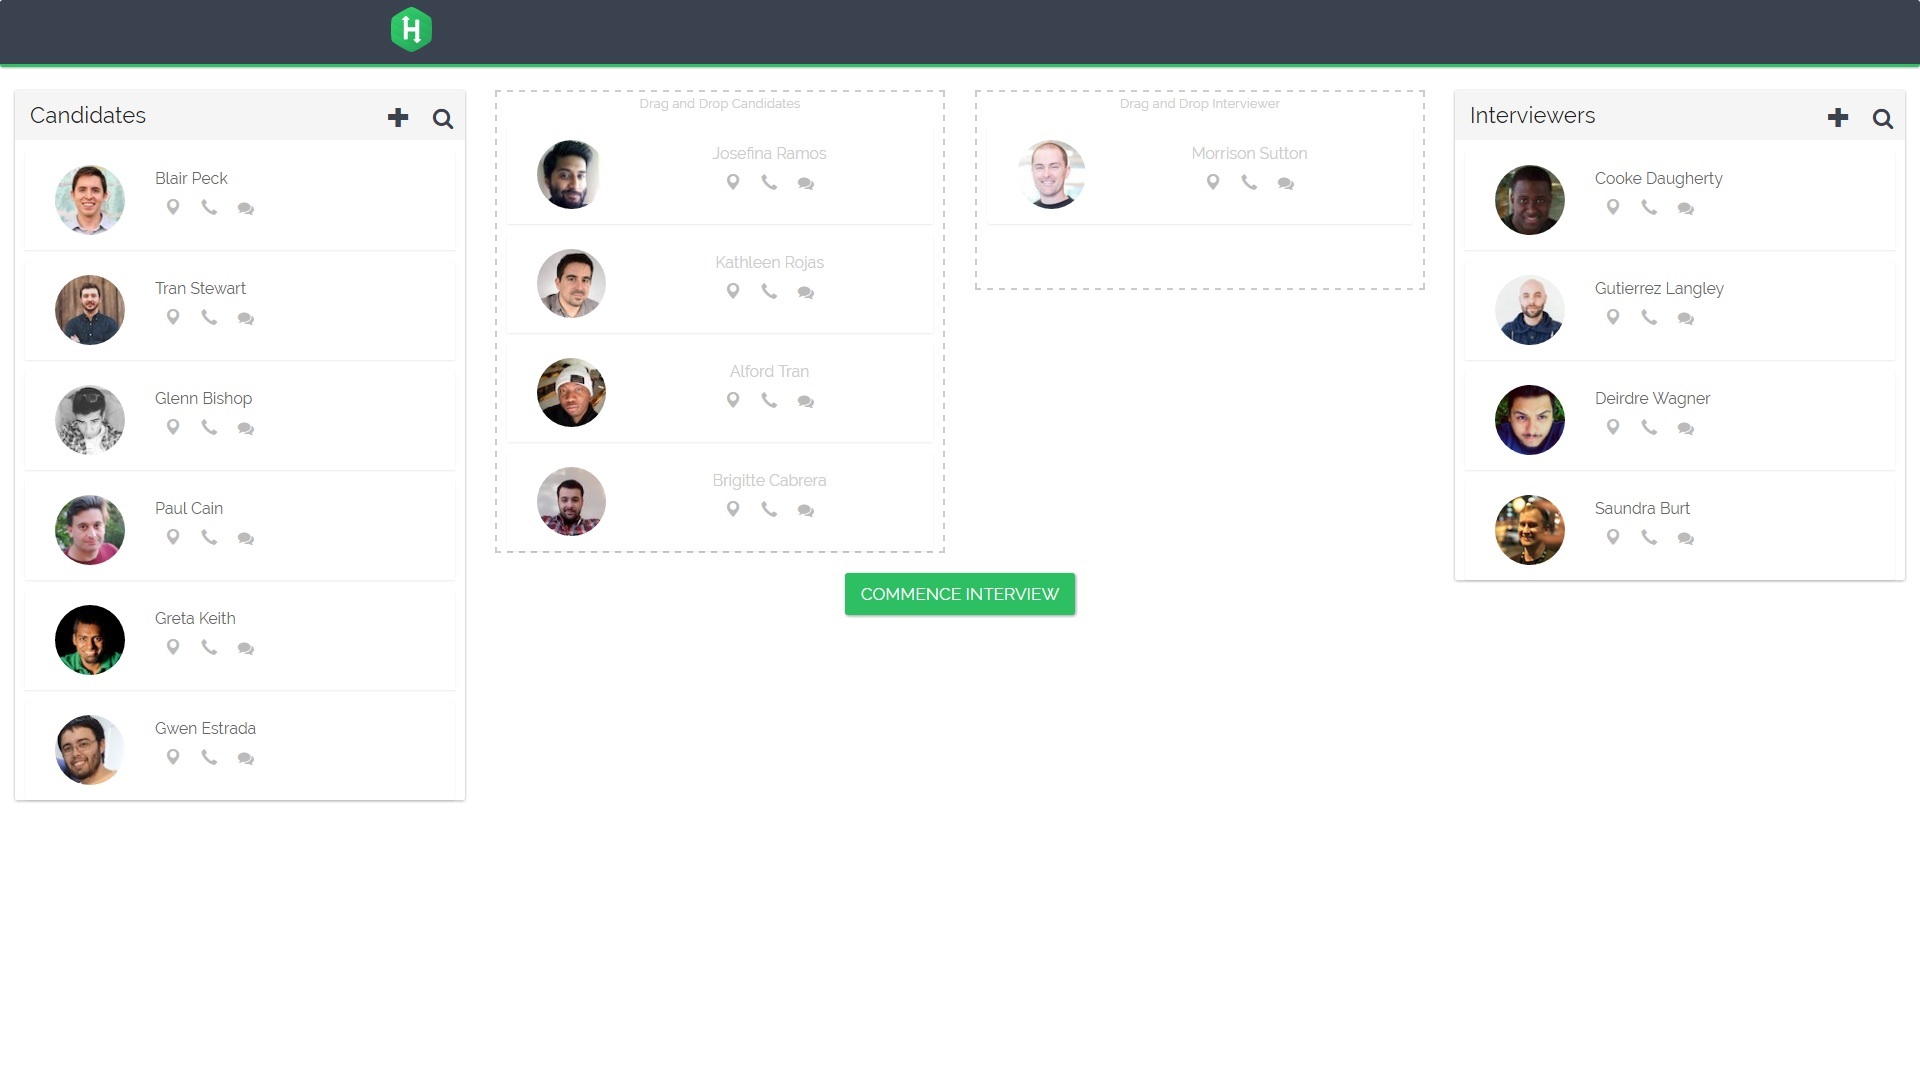 H
Candidates
Blair Peck
Tran Stewart
Glenn Bishop
Paul Cain
Greta Keith
Gwen Estrada
Drag and Drop Candidates
Josefina Ramos
Kathleen Rojas
Alford Tran
Brigitte Cabrera
Drag and Drop Interviewer
Morrison Sutton
COMMENCE INTERVIEW
Interviewers
Cooke Daugherty
Gutierrez Langley
Deirdre Wagner
Saundra Burt